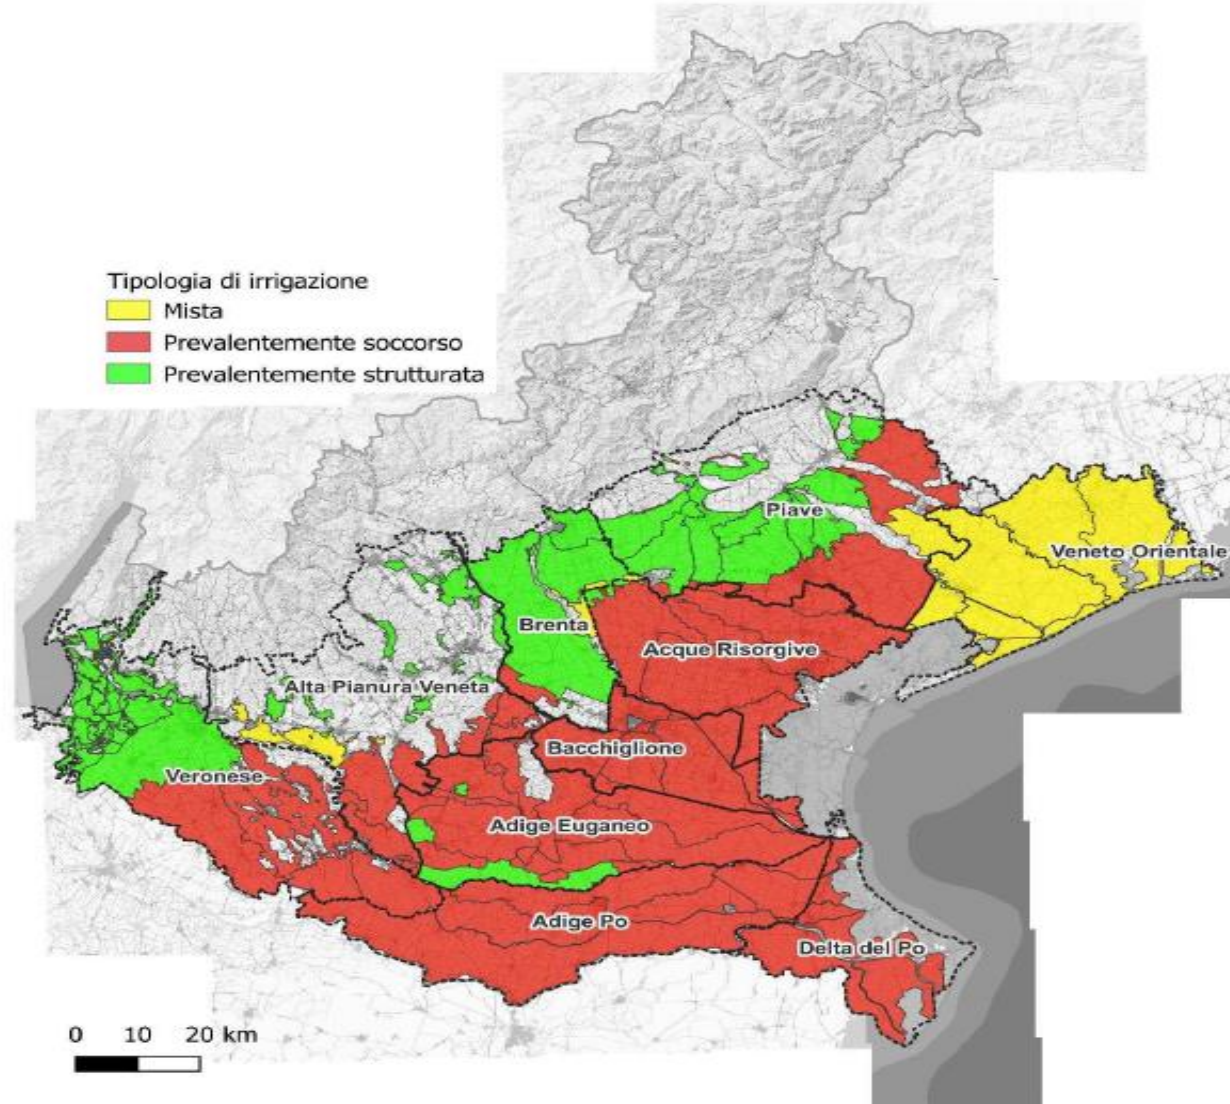 Tipologia di irrigazione
Mista
Prevalentemente soccorso
Prevalentemente strutturata
Piave
Veneto Orientale
Brenta
Acque Risorgive
Alta Pianura Veneta
Bacchiglione
Veronese
Adige Euganeo
Adige Po
Delta del Po
0 10 20 km